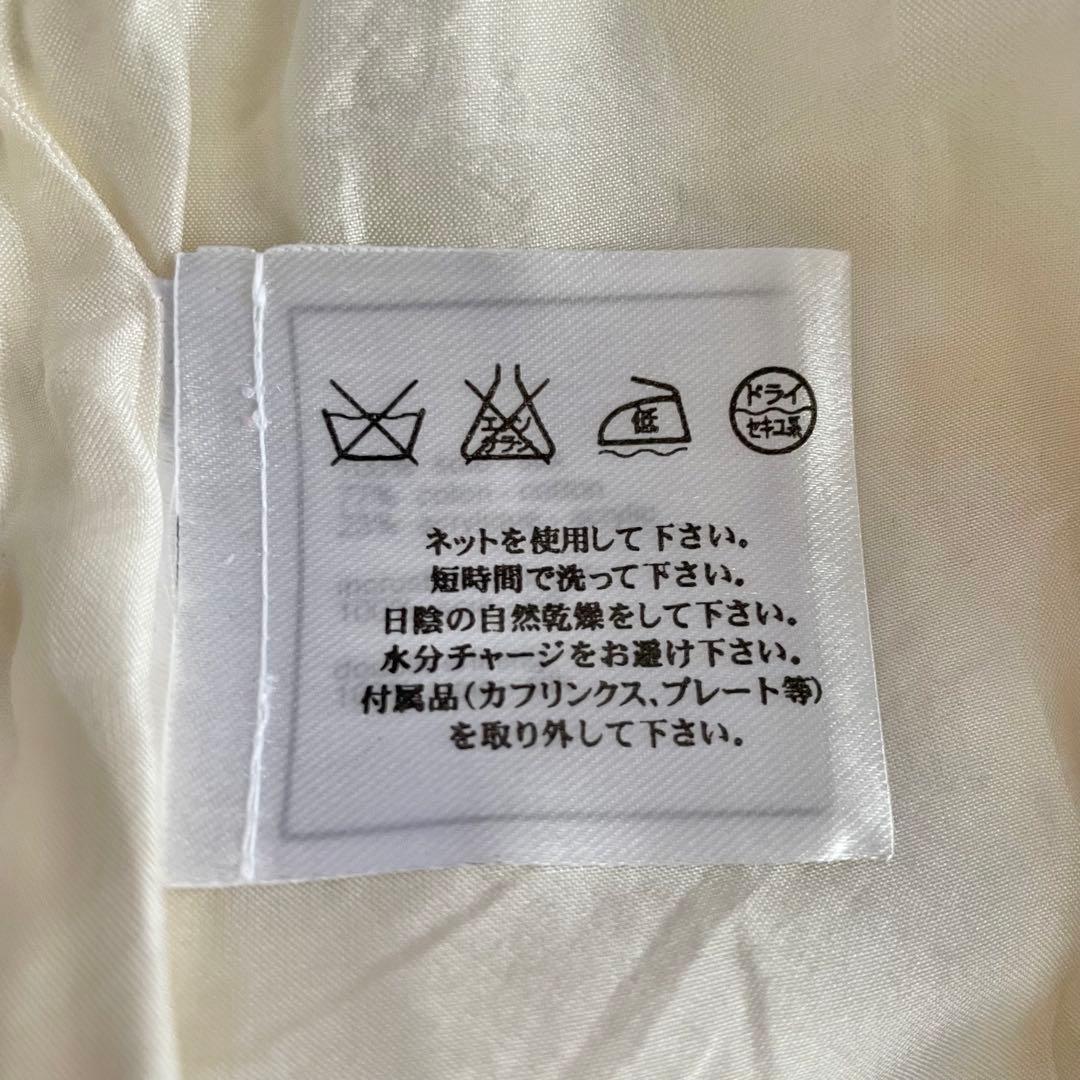 エンソ
サラシ
低
ドライ
セキユ系
ネットを使用して下さい。
短時間で洗って下さい。
日陰の自然乾燥をして下さい。
水分チャージをお避け下さい。
付属品(カフリンクス、プレート等)
を取り外して下さい。